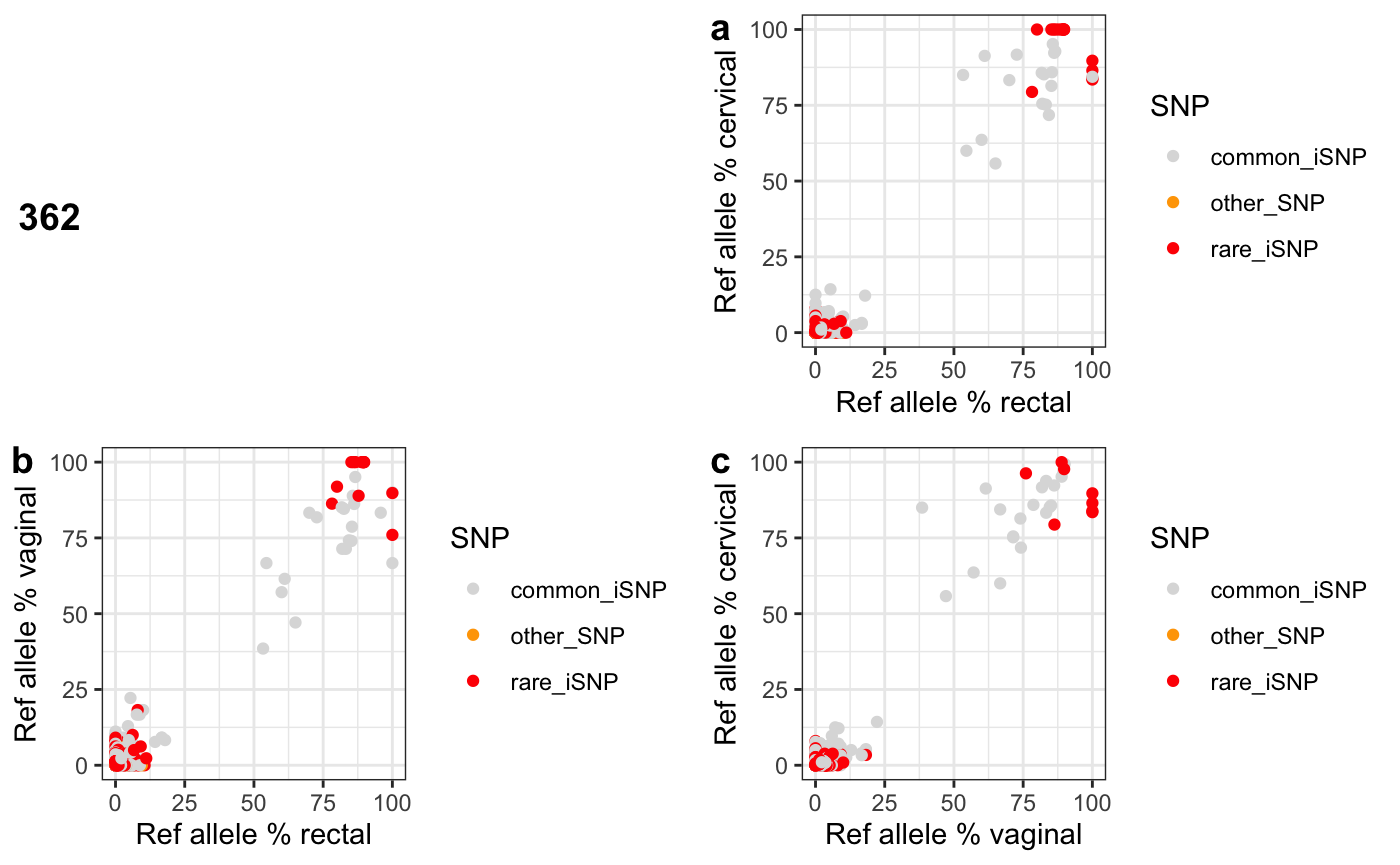 362
a
Ref allele % cervical
100
75
50
25
0
0 25 50 75 100
Ref allele % rectal
SNP
common_iSNP
other_SNP
rare_iSNP
b
Ref allele % vaginal
100
75
50
25
0
0 25 50 75 100
Ref allele % rectal
SNP
common_iSNP
other_SNP
rare_iSNP
c
Ref allele % cervical
100
75
50
25
0
0 25 50 75 100
Ref allele % vaginal
SNP
common_iSNP
other_SNP
rare_iSNP